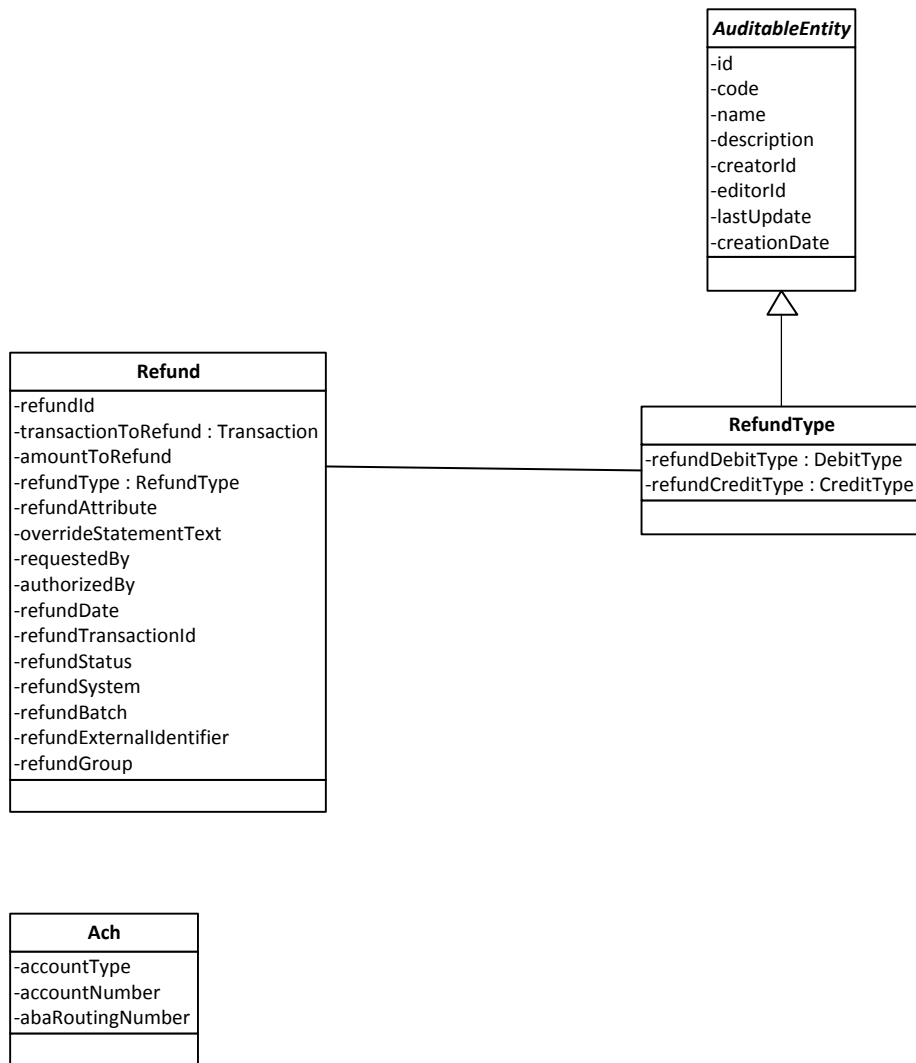 AuditableEntity
-id
-code
-name
-description
-creatorId
-editorId
-lastUpdate
-creationDate
Refund
-refundId
-transactionToRefund : Transaction
-amountToRefund
-refundType : RefundType
-refundAttribute
-overrideStatementText
-requestedBy
-authorizedBy
-refundDate
-refundTransactionId
-refundStatus
-refundSystem
-refundBatch
-refundExternalIdentifier
-refundGroup
RefundType
-refundDebitType : DebitType
-refundCreditType : CreditType
Ach
-accountType
-accountNumber
-abaRoutingNumber